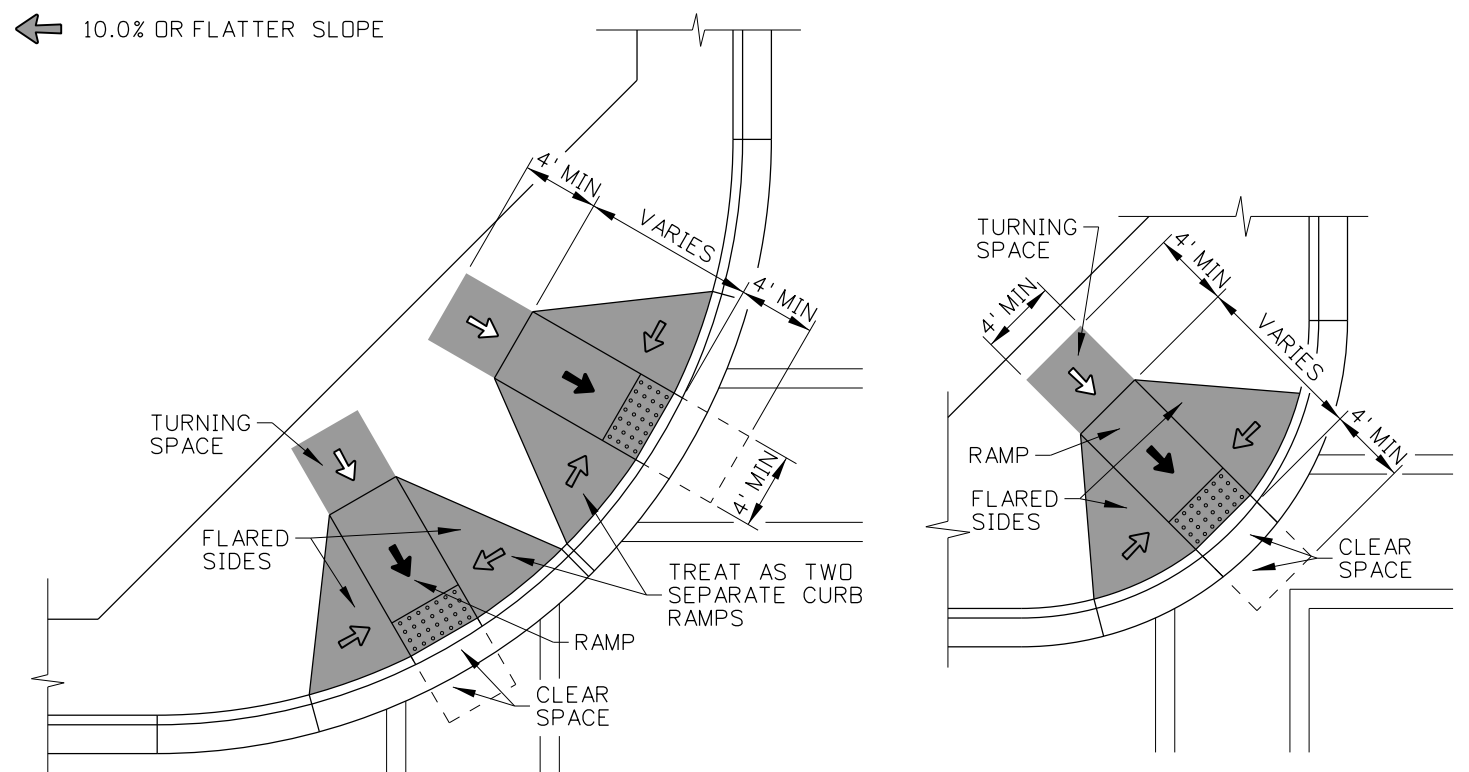 10.0% OR FLATTER SLOPE
4' MIN
VARIES
4' MIN
4' MIN
TURNING
SPACE
FLARED
SIDES
TREAT AS TWO
SEPARATE CURB
RAMPS
RAMP
CLEAR
SPACE
TURNING
SPACE
4' MIN
4' MIN
VARIES
4' MIN
RAMP
FLARED
SIDES
CLEAR
SPACE